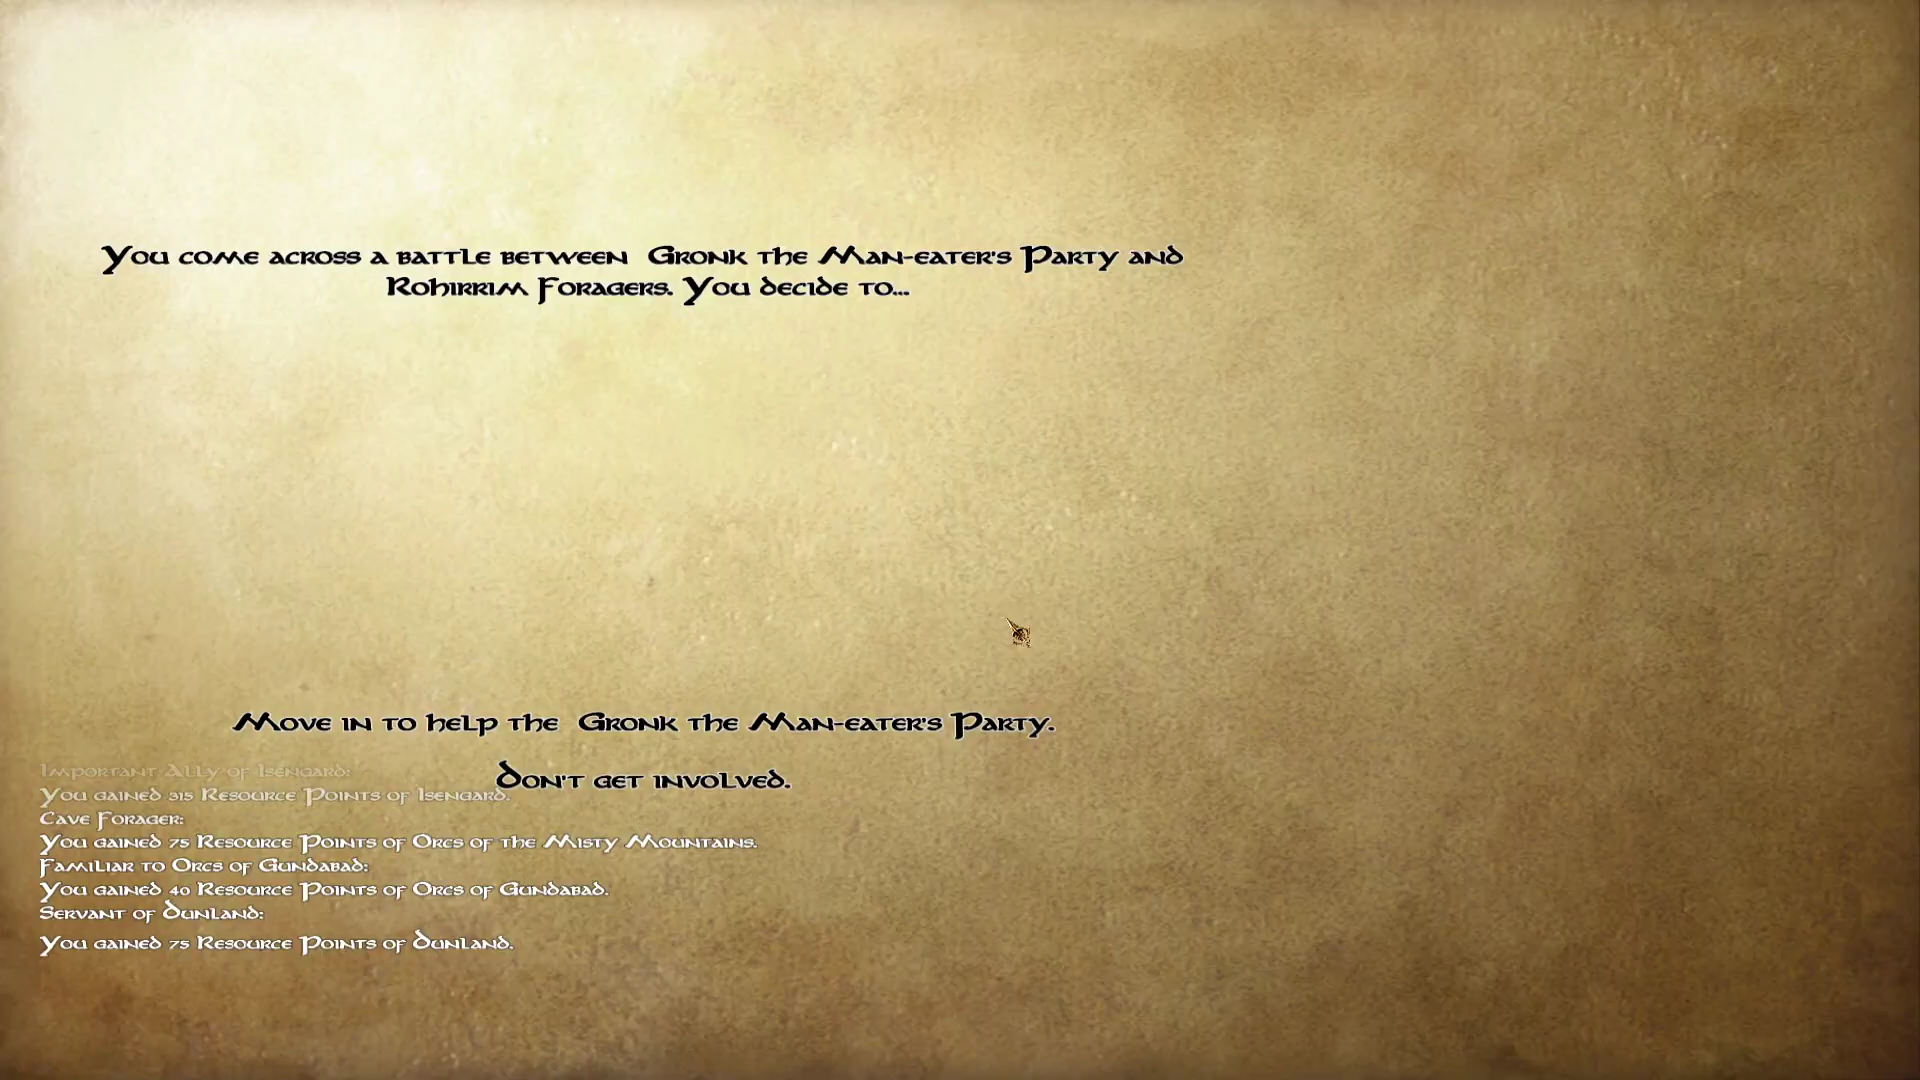 You come across a battle between  Gronk the Man-eater's Party and
Rohirrim Foragers. You decide to...
Move in to help the  Gronk the Man-eater's Party.
Don't get involved.
Important Ally of Isengard:
You gained 315 Resource Points of Isengard.
Cave Forager:
You gained 75 Resource Points of Orcs of the Misty Mountains.
Familiar to Orcs of Gundabad:
You gained 40 Resource Points of Orcs of Gundabad.
Servant of Dunland:
You gained 75 Resource Points of Dunland.